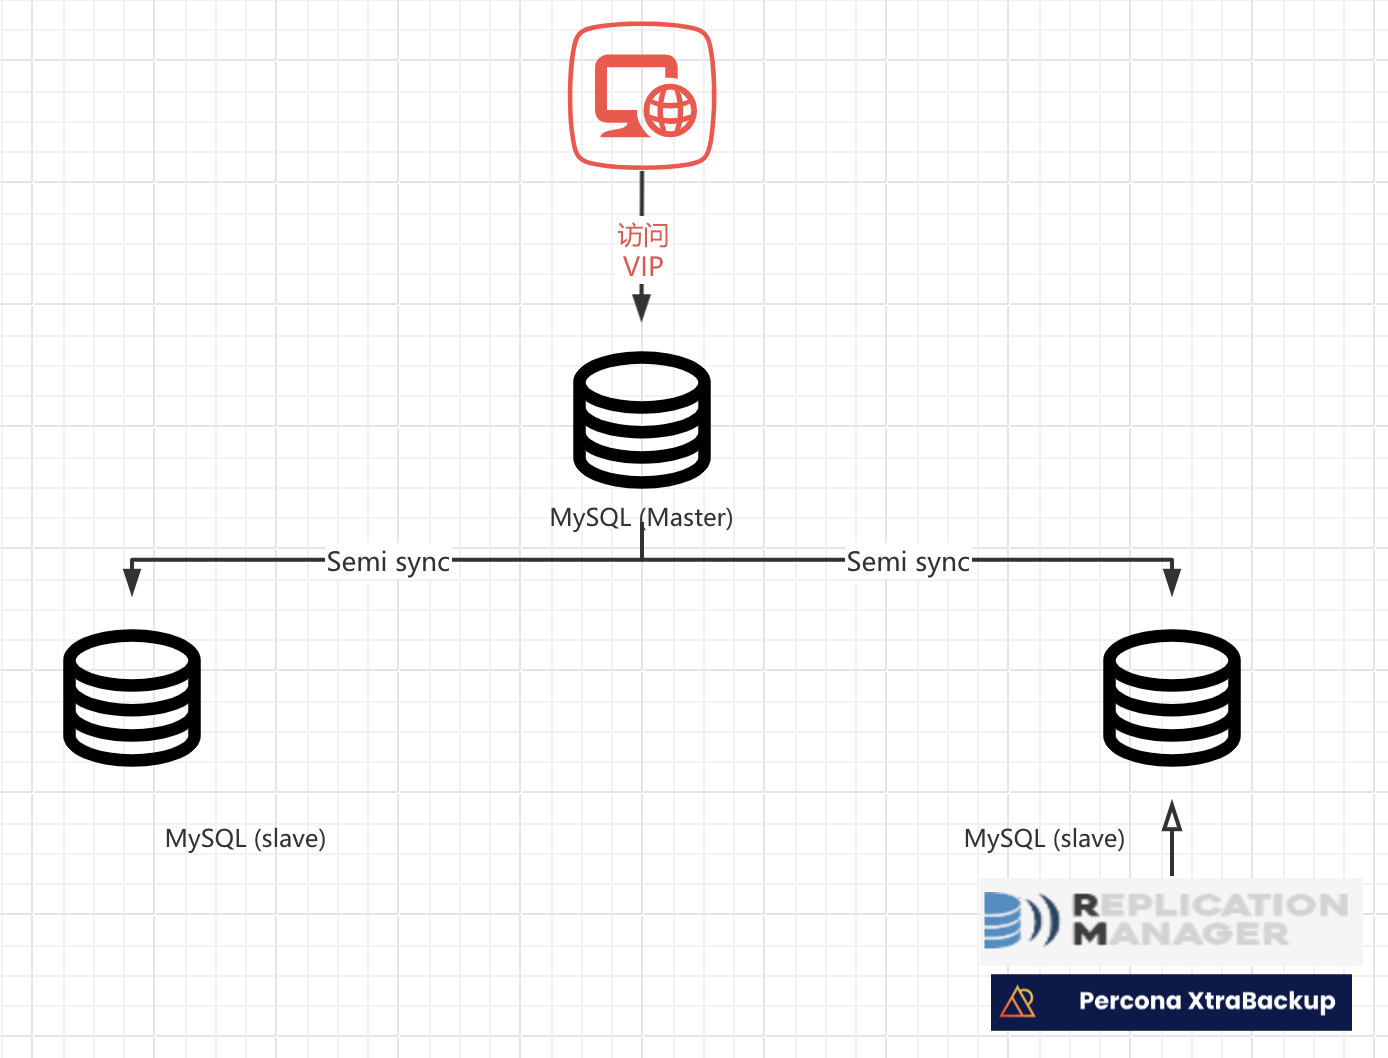 访问
VIP
MySQL (Master)
Semi sync
Semi sync
MySQL (slave)
MySQL (slave)
REPLICATION
MANAGER
Percona XtraBackup